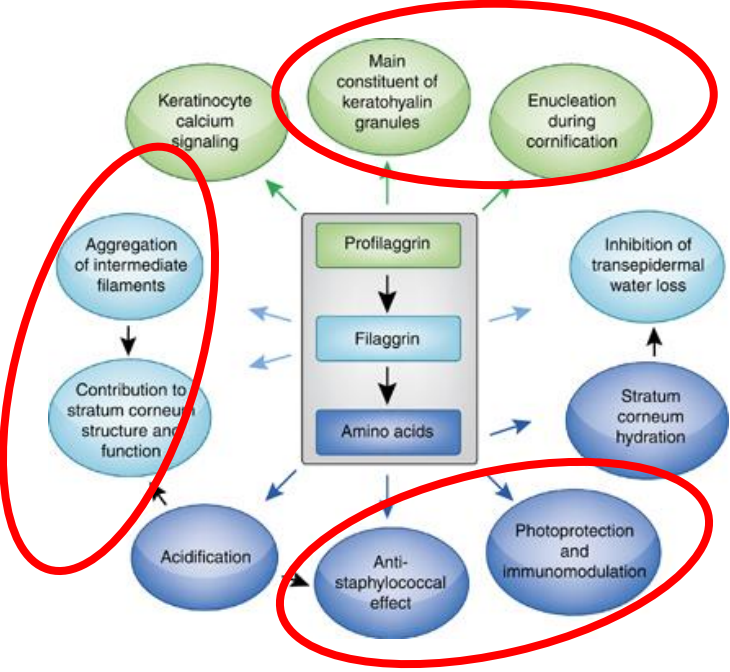 Main
constituent of
keratohyalin
granules
Keratinocyte
calcium
signaling
Enucleation
during
cornification
Profilaggrin
Aggregation
of intermediate
filaments
Inhibition of
transepidermal
water loss
Filaggrin
Contribution to
stratum corneum
structure and
function
Stratum
corneum
hydration
Amino acids
Acidification
Anti-
staphylococcal
effect
Photoprotection
and
immunomodulation